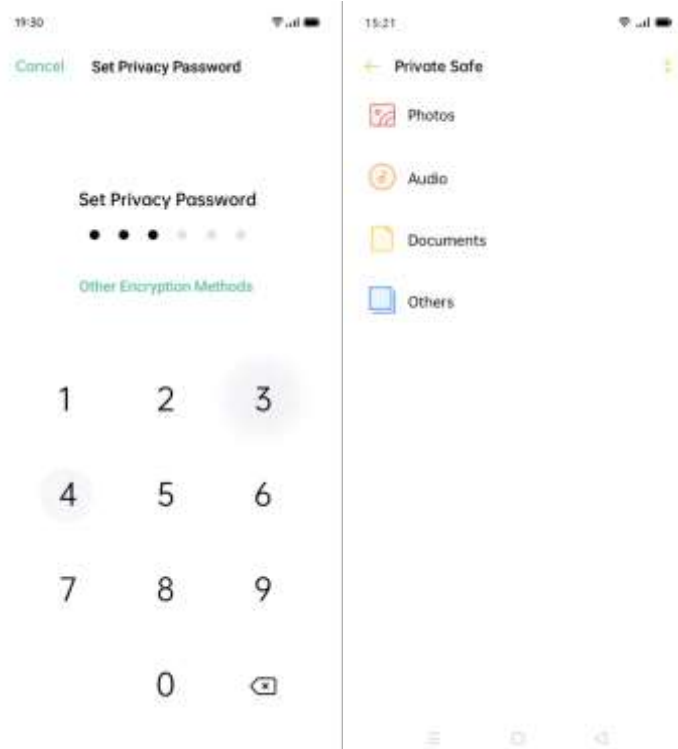 19:30
Cancel Set Privacy Password
Set Privacy Password
Other Encryption Methods
1 2 3
4 5 6
7 8 9
0
15:21
Private Safe
Photos
Audio
Documents
Others